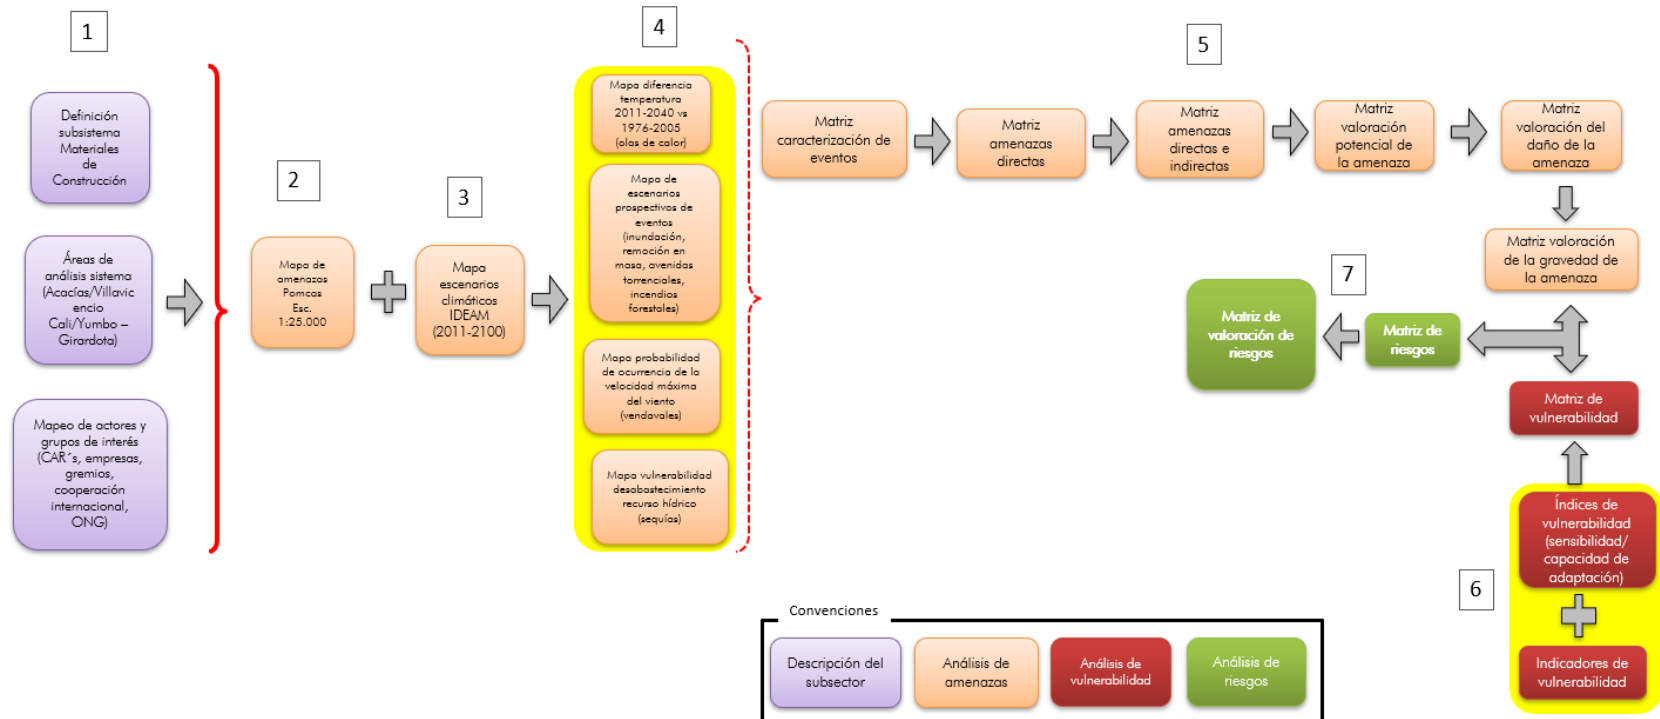 1
Definición
subsistema
Materiales
de
Construcción
Áreas de
análisis sistema
(Acacías/Villavic
encio
Cali/Yumbo –
Girardota)
Mapeo de actores y
grupos de interés
(CAR´s, empresas,
gremios,
cooperación
internacional,
ONG)
2
Mapa de
amenazas
Pomcas
Esc.
1:25.000
3
Mapa
escenarios
climáticos
IDEAM
(2011-2100)
4
Mapa diferencia
temperatura
2011-2040 vs
1976-2005
(olas de calor)
Mapa de
escenarios
prospectivos de
eventos
(inundación,
remoción en
masa, avenidas
torrenciales,
incendios
forestales)
Mapa probabilidad
de ocurrencia de la
velocidad máxima
del viento
(vendavales)
Mapa vulnerabilidad
desabastecimiento
recurso hídrico
(sequías)
5
Matriz
caracterización de
eventos
Matriz
amenazas
directas
Matriz
amenazas
directas e
indirectas
Matriz
valoración
potencial de
la amenaza
Matriz
valoración del
daño de la
amenaza
Matriz valoración
de la gravedad de
la amenaza
7
Matriz de
valoración de
riesgos
Matriz de
riesgos
Matriz de
vulnerabilidad
6
Índices de
vulnerabilidad
(sensibilidad/
capacidad de
adaptación)
Indicadores de
vulnerabilidad
Convenciones
Descripción del
subsector
Análisis de
amenazas
Análisis de
vulnerabilidad
Análisis de
riesgos